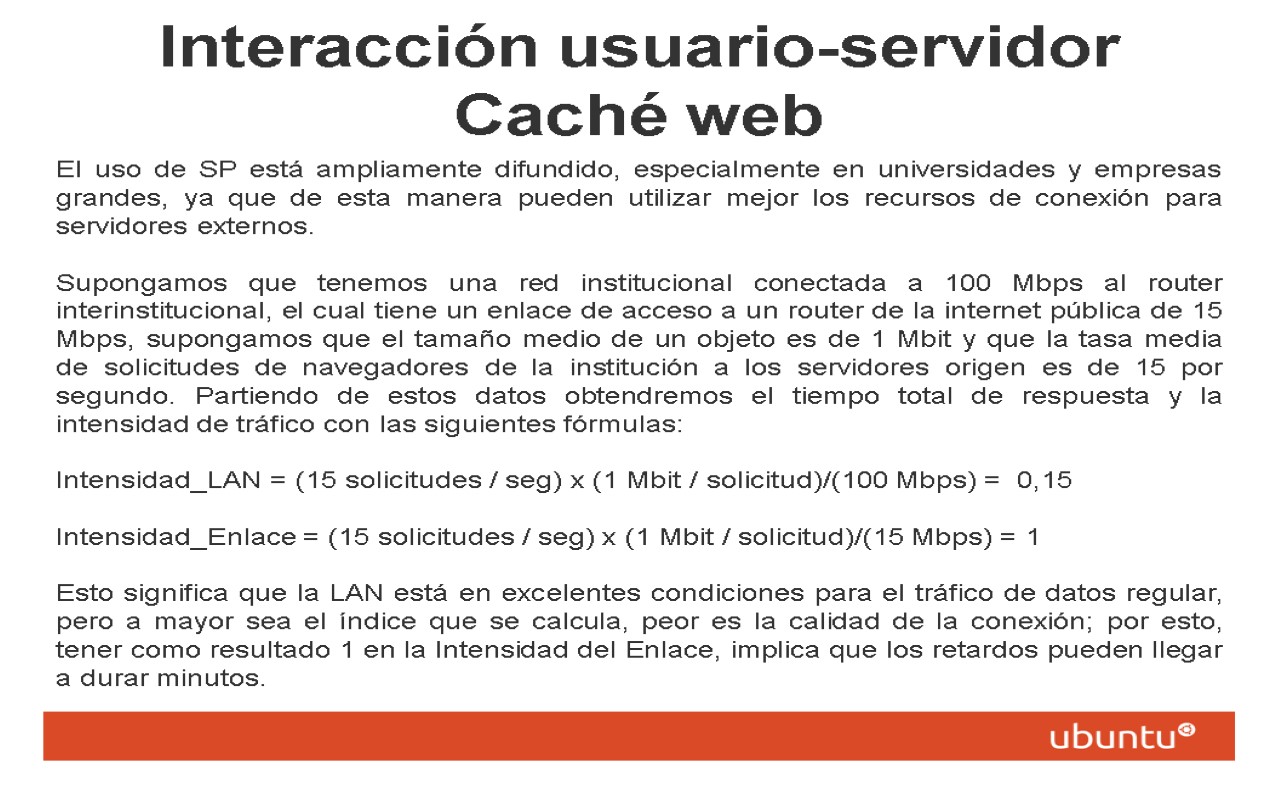 Interacción usuario-servidor
Caché web
El uso de SP está ampliamente difundido, especialmente en universidades y empresas
grandes, ya que de esta manera pueden utilizar mejor los recursos de conexión para
servidores externos.
Supongamos que tenemos una red institucional conectada a 100 Mbps al router
interinstitucional, el cual tiene un enlace de acceso a un router de la internet pública de 15
Mbps, supongamos que el tamaño medio de un objeto es de 1 Mbit y que la tasa media
de solicitudes de navegadores de la institución a los servidores origen es de 15 por
segundo. Partiendo de estos datos obtendremos el tiempo total de respuesta y la
intensidad de tráfico con las siguientes fórmulas:
Intensidad_LAN = (15 solicitudes / seg) x (1 Mbit / solicitud)/(100 Mbps) = 0,15
Intensidad_Enlace = (15 solicitudes / seg) x (1 Mbit / solicitud)/(15 Mbps) = 1
Esto significa que la LAN está en excelentes condiciones para el tráfico de datos regular,
pero a mayor sea el índice que se calcula, peor es la calidad de la conexión; por esto,
tener como resultado 1 en la Intensidad del Enlace, implica que los retardos pueden llegar
a durar minutos.
ubuntu